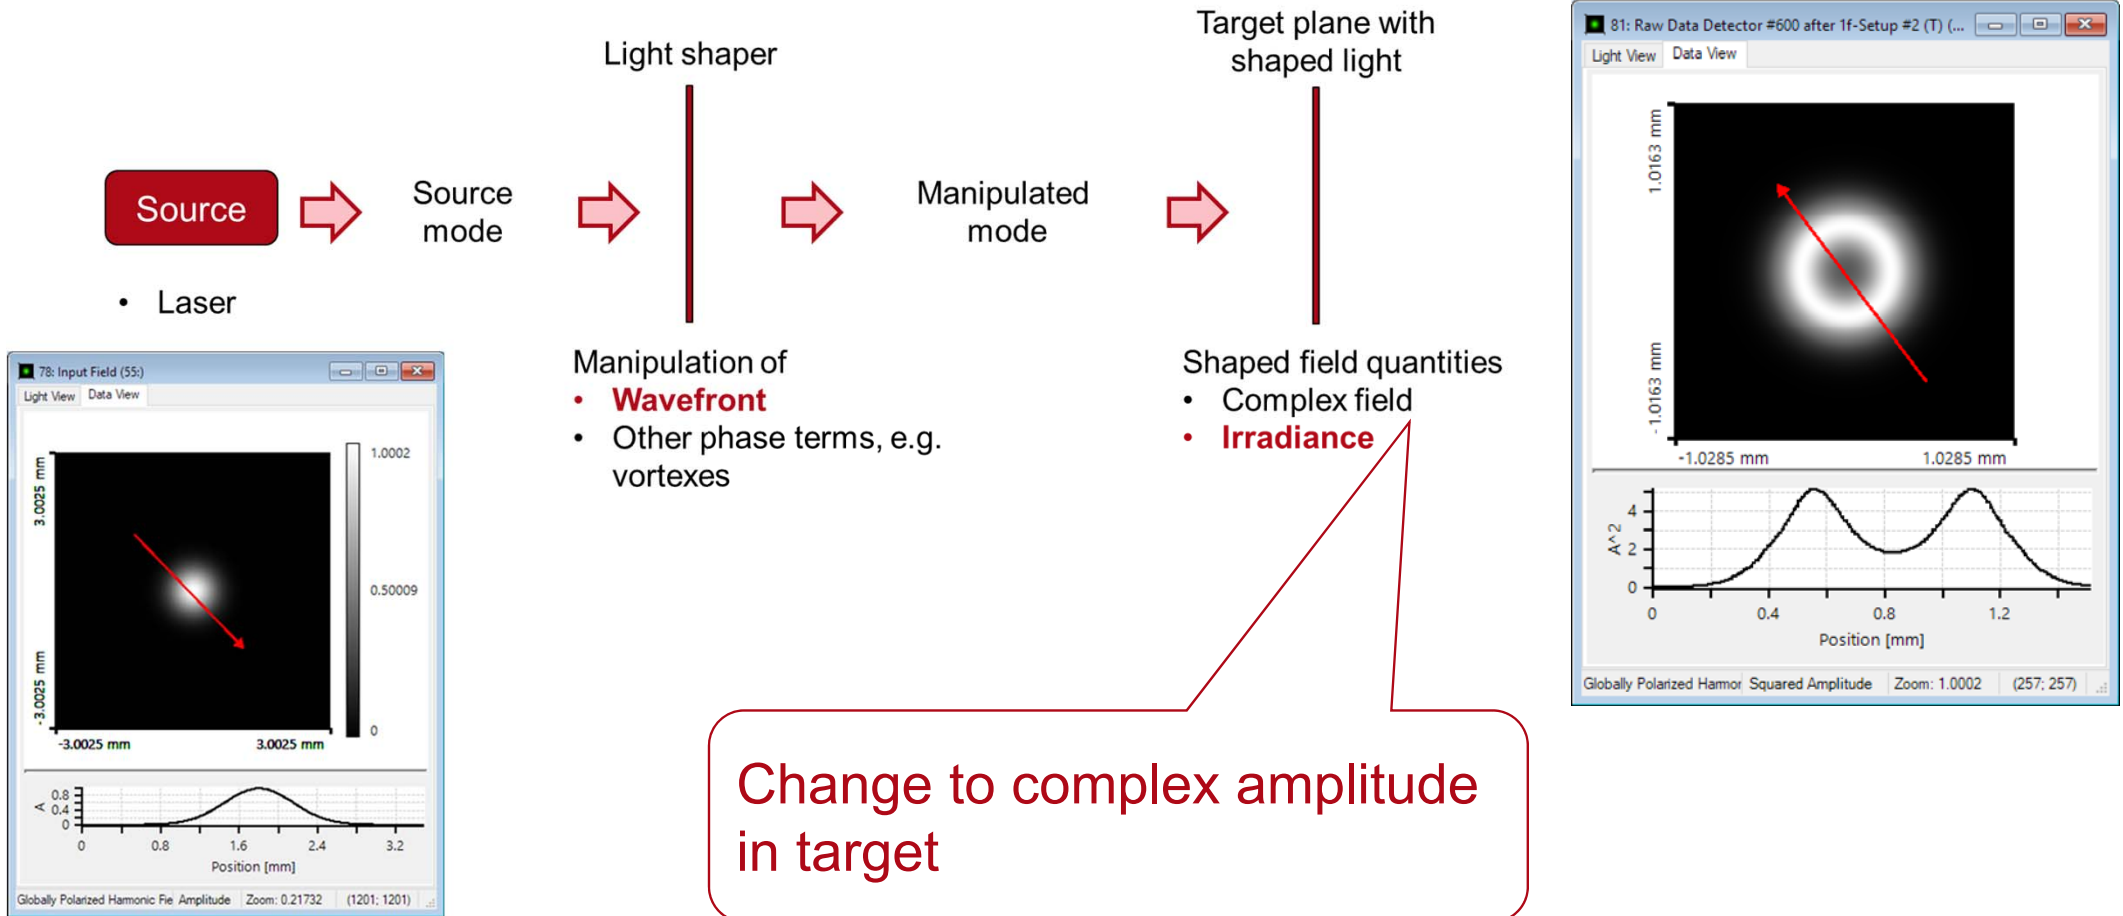 Light shaper
Target plane with
shaped light
Source
Source
mode
Manipulated
mode
• Laser
Manipulation of
• Wavefront
• Other phase terms, e.g.
vortexes
Shaped field quantities
• Complex field
• Irradiance
Change to complex amplitude
in target
78: Input Field (55:)
Light View Data View
3.0025 mm
-3.0025 mm
1.0002
0.50009
0
-3.0025 mm 3.0025 mm
A
0.8
0.4
0
0 0.8 1.6 2.4 3.2
Position [mm]
Globally Polarized Harmonic Fie Amplitude Zoom: 0.21732 (1201; 1201)
81: Raw Data Detector #600 after 1f-Setup #2 (T) (...
Light View Data View
1.0163 mm
-1.0163 mm
-1.0285 mm 1.0285 mm
A^2
4
2
0
0 0.4 0.8 1.2
Position [mm]
Globally Polarized Harmor Squared Amplitude Zoom: 1.0002 (257; 257)